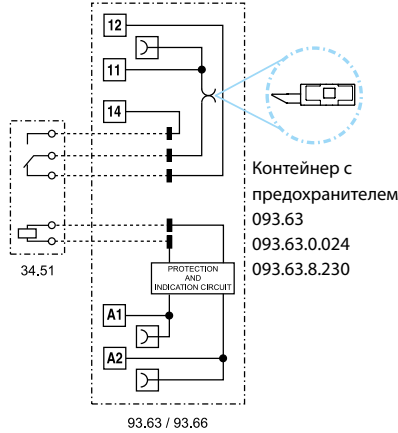 12
11
14
Контейнер с
предохранителем
093.63
093.63.0.024
093.63.8.230
34.51
PROTECTION
AND
INDICATION CIRCUIT
A1
A2
93.63 / 93.66